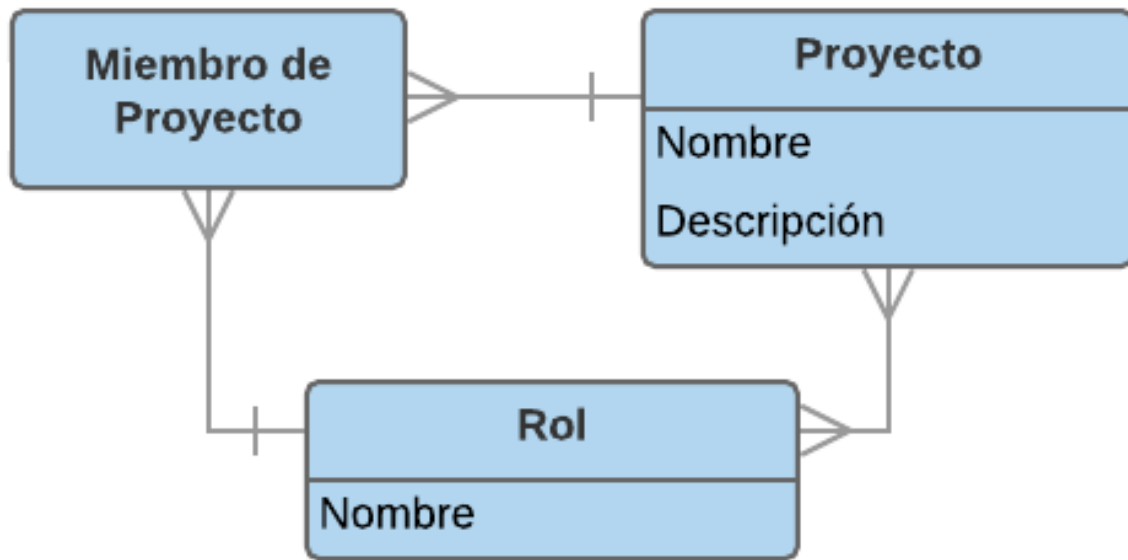 Miembro de
Proyecto
Proyecto
Nombre
Descripción
Rol
Nombre